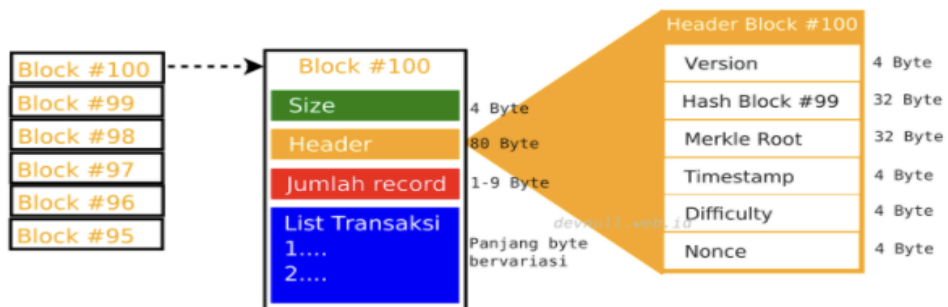 Block #100
Block #99
Block #98
Block #97
Block #96
Block #95
Block #100
Size
4 Byte
Header
80 Byte
Jumlah record
1-9 Byte
List Transaksi
1....
2....
Panjang byte
bervariasi
Header Block #100
Version
4 Byte
Hash Block #99
32 Byte
Merkle Root
32 Byte
Timestamp
4 Byte
Difficulty
4 Byte
Nonce
4 Byte